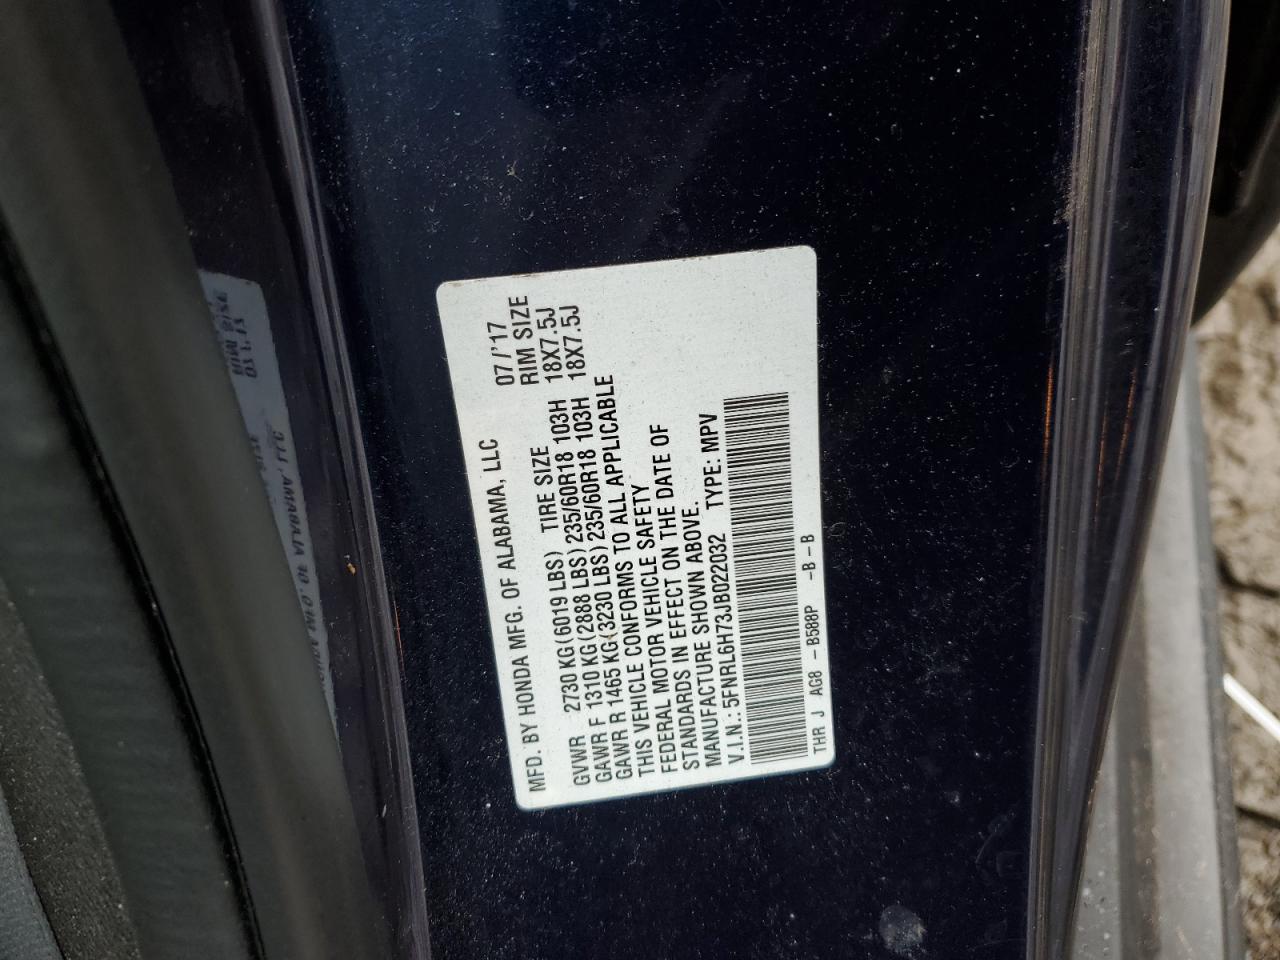 MFD. BY HONDA MFG. OF ALABAMA, LLC 07/'17
GVWR 2730 KG(6019 LBS) TIRE SIZE RIM SIZE
GAWR F 1310 KG(2888 LBS)235/60R18 103H 18X7.5J
GAWR R 1465 KG(3230 LBS)235/60R18 103H 18X7.5J
THIS VEHICLE CONFORMS TO ALL APPLICABLE
FEDERAL MOTOR VEHICLE SAFETY
STANDARDS IN EFFECT ON THE DATE OF
MANUFACTURE SHOWN ABOVE.
V.I.N.: 5FNRL6H73JB022032 TYPE: MPV
THR J AG8 -B588P -B-B